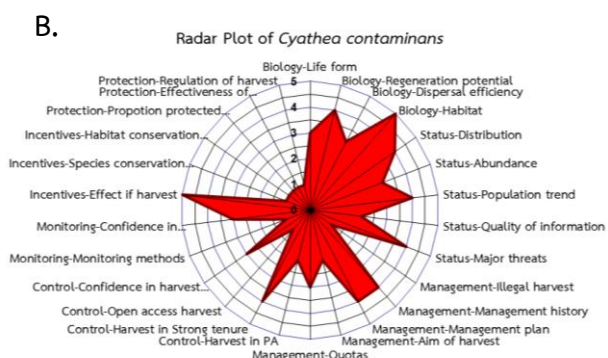 B.
Radar Plot of Cyathea contaminans
Biology-Life form
Biology-Regeneration potential
Biology-Dispersal efficiency
Biology-Habitat
Status-Distribution
Status-Abundance
Status-Population trend
Status-Quality of information
Status-Major threats
Management-Illegal harvest
Management-Management history
Management-Management plan
Management-Aim of harvest
Management-Quotas
Control-Harvest in PA
Control-Harvest in Strong tenure
Control-Open access harvest
Control-Confidence in harvest...
Monitoring-Monitoring methods
Monitoring-Confidence in...
Incentives-Effect if harvest
Incentives-Species conservation...
Incentives-Habitat conservation...
Protection-Propotion protected...
Protection-Effectiveness of...
Protection-Regulation of harvest
5
4
3
2
1
0